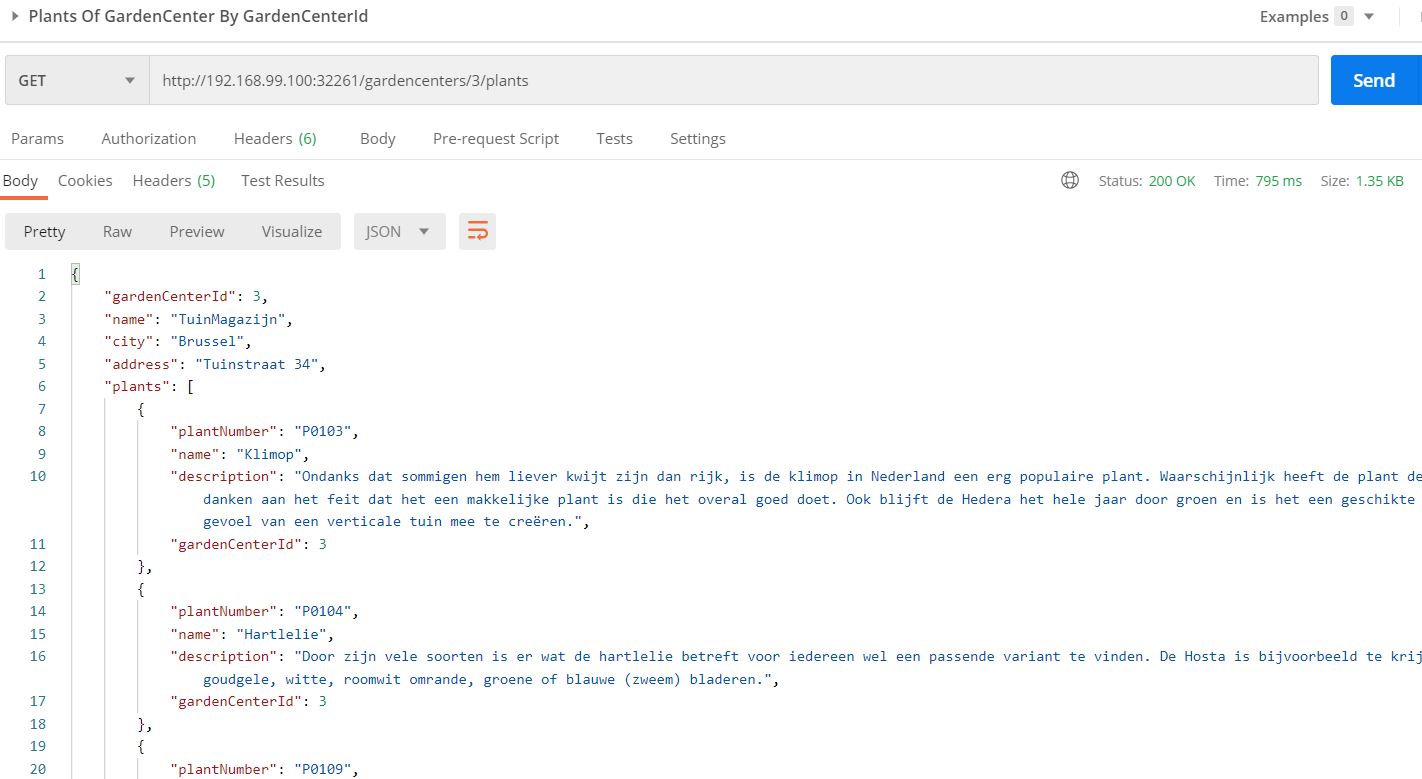 Plants Of GardenCenter By GardenCenterId
Examples 0
GET http://192.168.99.100:32261/gardencenters/3/plants Send
Params Authorization Headers (6) Body Pre-request Script Tests Settings
Body Cookies Headers (5) Test Results Status: 200 OK Time: 795 ms Size: 1.35 KB
Pretty Raw Preview Visualize JSON
1 {
2 "gardenCenterId": 3,
3 "name": "TuinMagazijn",
4 "city": "Brussel",
5 "address": "Tuinstraat 34",
6 "plants": [
7 {
8 "plantNumber": "P0103",
9 "name": "Klimop",
10 "description": "Ondanks dat sommigen hem liever kwijt zijn dan rijk, is de klimop in Nederland een erg populaire plant. Waarschijnlijk heeft de plant de
danken aan het feit dat het een makkelijke plant is die het overal goed doet. Ook blijft de Hedera het hele jaar door groen en is het een geschikte
gevoel van een verticale tuin mee te creëren.",
11 "gardenCenterId": 3
12 },
13 {
14 "plantNumber": "P0104",
15 "name": "Hartlelie",
16 "description": "Door zijn vele soorten is er wat de hartlelie betreft voor iedereen wel een passende variant te vinden. De Hosta is bijvoorbeeld te krij
goudgele, witte, roomwit omrande, groene of blauwe (zweem) bladeren.",
17 "gardenCenterId": 3
18 },
19 {
20 "plantNumber": "P0109",